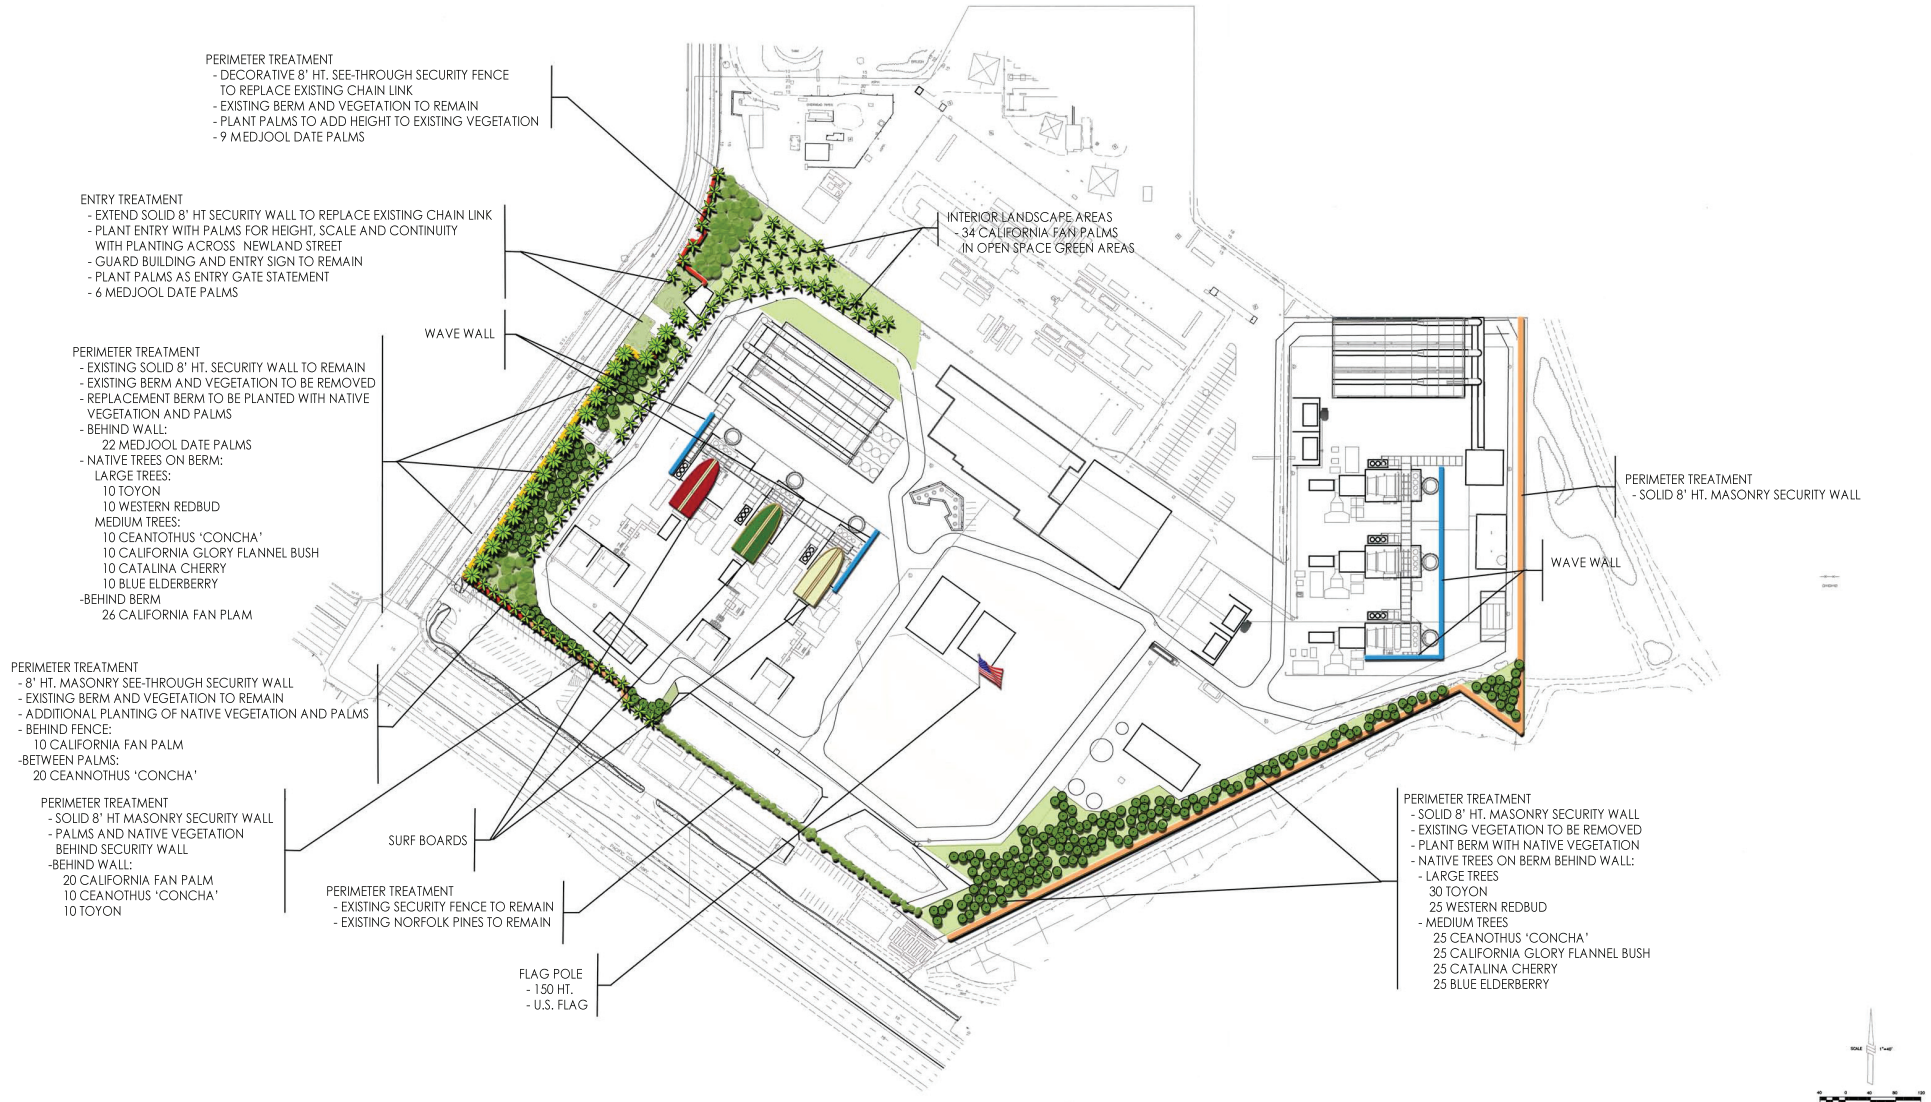 PERIMETER TREATMENT
- DECORATIVE 8' HT. SEE-THROUGH SECURITY FENCE
TO REPLACE EXISTING CHAIN LINK
- EXISTING BERM AND VEGETATION TO REMAIN
- PLANT PALMS TO ADD HEIGHT TO EXISTING VEGETATION
- 9 MEDJOOL DATE PALMS
ENTRY TREATMENT
- EXTEND SOLID 8' HT SECURITY WALL TO REPLACE EXISTING CHAIN LINK
- PLANT ENTRY WITH PALMS FOR HEIGHT, SCALE AND CONTINUITY
WITH PLANTING ACROSS NEWLAND STREET
- GUARD BUILDING AND ENTRY SIGN TO REMAIN
- PLANT PALMS AS ENTRY GATE STATEMENT
- 6 MEDJOOL DATE PALMS
INTERIOR LANDSCAPE AREAS
- 34 CALIFORNIA FAN PALMS
IN OPEN SPACE GREEN AREAS
WAVE WALL
PERIMETER TREATMENT
- EXISTING SOLID 8' HT. SECURITY WALL TO REMAIN
- EXISTING BERM AND VEGETATION TO BE REMOVED
- REPLACEMENT BERM TO BE PLANTED WITH NATIVE
VEGETATION AND PALMS
- BEHIND WALL:
22 MEDJOOL DATE PALMS
- NATIVE TREES ON BERM:
LARGE TREES:
10 TOYON
10 WESTERN REDBUD
MEDIUM TREES:
10 CEANTOTHUS 'CONCHA'
10 CALIFORNIA GLORY FLANNEL BUSH
10 CATALINA CHERRY
10 BLUE ELDERBERRY
-BEHIND BERM
26 CALIFORNIA FAN PLAM
PERIMETER TREATMENT
- SOLID 8' HT. MASONRY SECURITY WALL
WAVE WALL
PERIMETER TREATMENT
- 8' HT. MASONRY SEE-THROUGH SECURITY WALL
- EXISTING BERM AND VEGETATION TO REMAIN
- ADDITIONAL PLANTING OF NATIVE VEGETATION AND PALMS
- BEHIND FENCE:
10 CALIFORNIA FAN PALM
-BETWEEN PALMS:
20 CEANNOTHUS 'CONCHA'
PERIMETER TREATMENT
- SOLID 8' HT MASONRY SECURITY WALL
- PALMS AND NATIVE VEGETATION
BEHIND SECURITY WALL
-BEHIND WALL:
20 CALIFORNIA FAN PALM
10 CEANOTHUS 'CONCHA'
10 TOYON
SURF BOARDS
PERIMETER TREATMENT
- EXISTING SECURITY FENCE TO REMAIN
- EXISTING NORFOLK PINES TO REMAIN
FLAG POLE
- 150 HT.
- U.S. FLAG
PERIMETER TREATMENT
- SOLID 8' HT. MASONRY SECURITY WALL
- EXISTING VEGETATION TO BE REMOVED
- PLANT BERM WITH NATIVE VEGETATION
- NATIVE TREES ON BERM BEHIND WALL:
- LARGE TREES
30 TOYON
25 WESTERN REDBUD
- MEDIUM TREES
25 CEANOTHUS 'CONCHA'
25 CALIFORNIA GLORY FLANNEL BUSH
25 CATALINA CHERRY
25 BLUE ELDERBERRY
SCALE 1"=40'